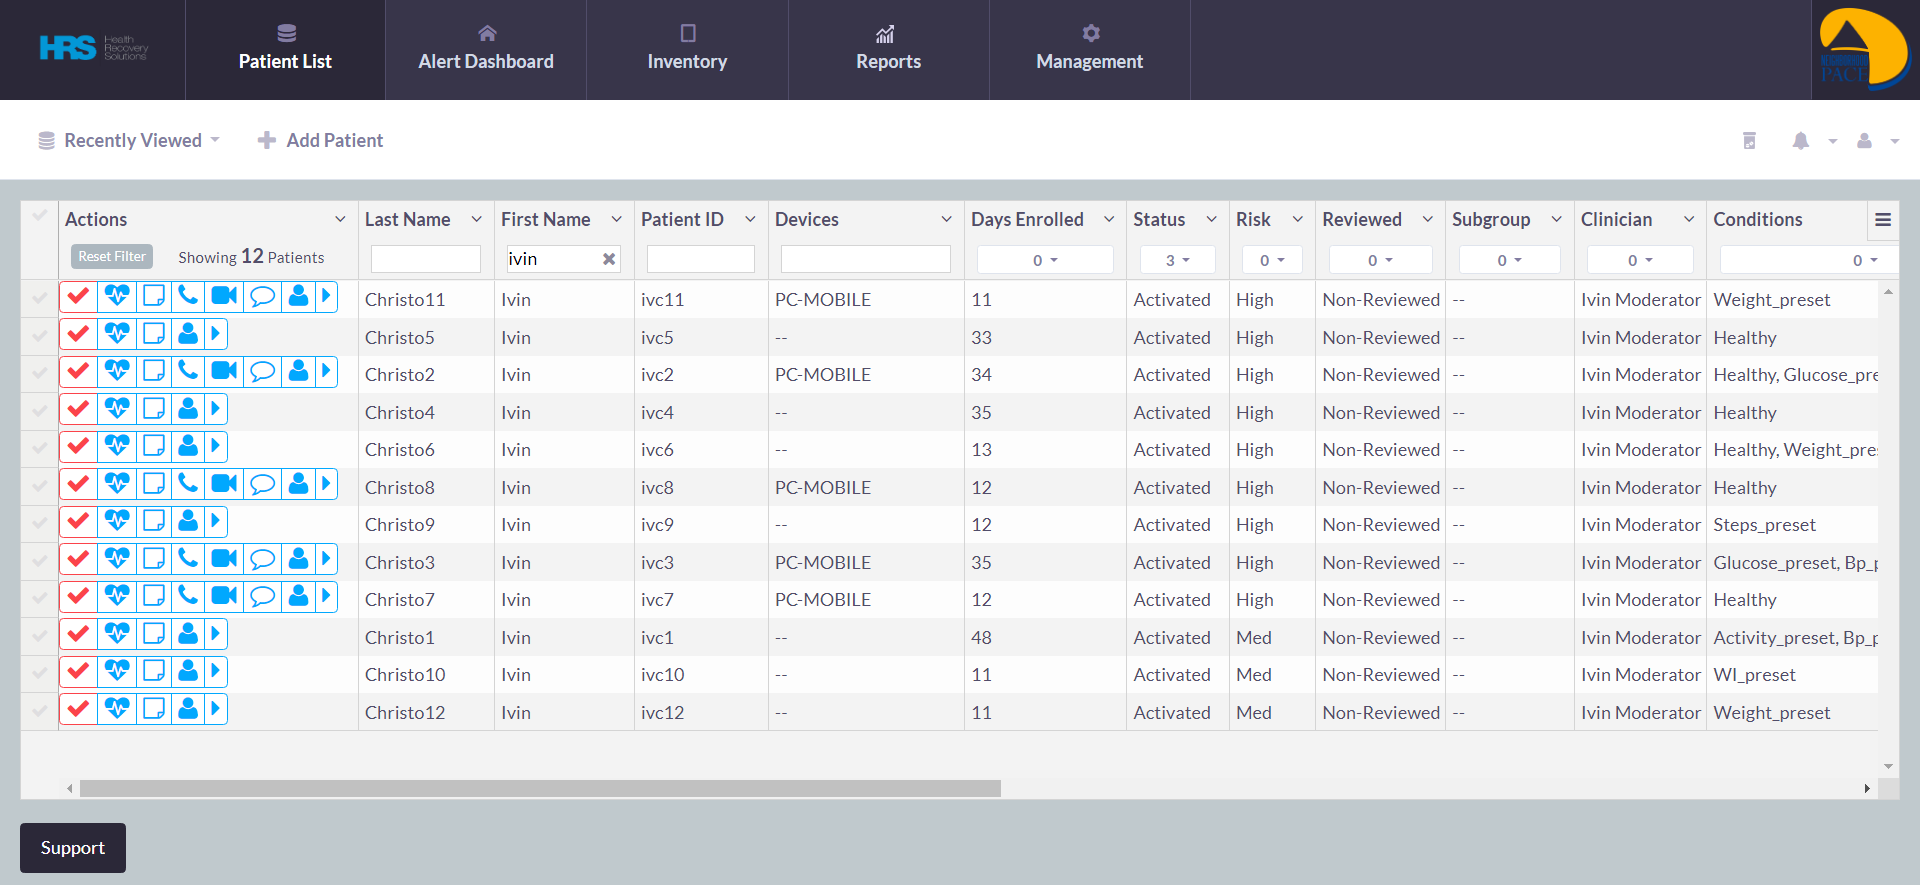 HRS Health Recovery Solutions
Patient List
Alert Dashboard
Inventory
Reports
Management
PACE
Recently Viewed
Add Patient
Actions Last Name First Name Patient ID Devices Days Enrolled Status Risk Reviewed Subgroup Clinician Conditions
Reset Filter Showing 12 Patients ivin 0 3 0 0 0 0 0
Christo11 Ivin ivc11 PC-MOBILE 11 Activated High Non-Reviewed -- Ivin Moderator Weight_preset
Christo5 Ivin ivc5 -- 33 Activated High Non-Reviewed -- Ivin Moderator Healthy
Christo2 Ivin ivc2 PC-MOBILE 34 Activated High Non-Reviewed -- Ivin Moderator Healthy, Glucose_pre
Christo4 Ivin ivc4 -- 35 Activated High Non-Reviewed -- Ivin Moderator Healthy
Christo6 Ivin ivc6 -- 13 Activated High Non-Reviewed -- Ivin Moderator Healthy, Weight_pre
Christo8 Ivin ivc8 PC-MOBILE 12 Activated High Non-Reviewed -- Ivin Moderator Healthy
Christo9 Ivin ivc9 -- 12 Activated High Non-Reviewed -- Ivin Moderator Steps_preset
Christo3 Ivin ivc3 PC-MOBILE 35 Activated High Non-Reviewed -- Ivin Moderator Glucose_preset, Bp_p
Christo7 Ivin ivc7 PC-MOBILE 12 Activated High Non-Reviewed -- Ivin Moderator Healthy
Christo1 Ivin ivc1 -- 48 Activated Med Non-Reviewed -- Ivin Moderator Activity_preset, Bp_p
Christo10 Ivin ivc10 -- 11 Activated Med Non-Reviewed -- Ivin Moderator WI_preset
Christo12 Ivin ivc12 -- 11 Activated Med Non-Reviewed -- Ivin Moderator Weight_preset
Support